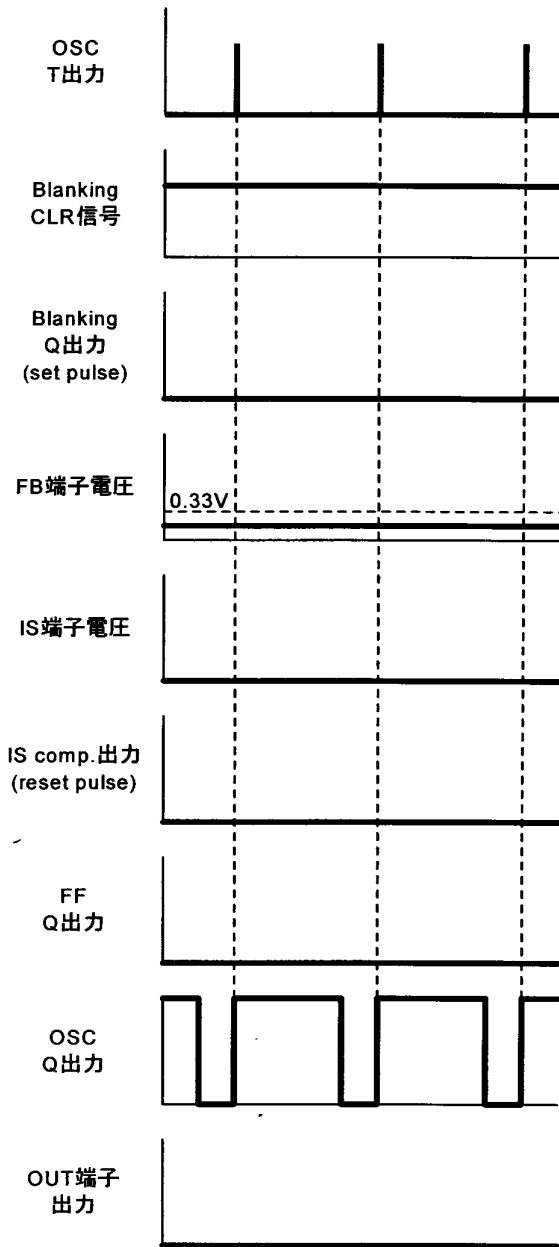 OSC
T出力
Blanking
CLR信号
Blanking
Q出力
(set pulse)
FB端子電圧
0.33V
IS端子電圧
IS comp.出力
(reset pulse)
FF
Q出力
OSC
Q出力
OUT端子
出力